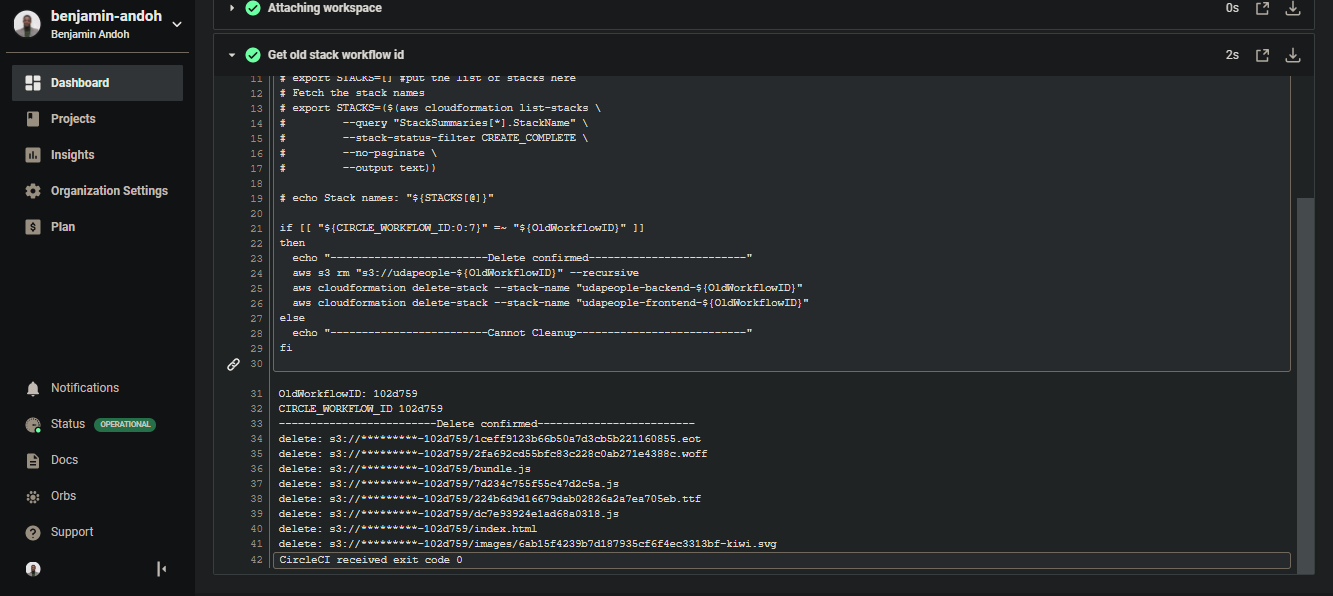 benjamin-andoh
Benjamin Andoh
Dashboard
Projects
Insights
Organization Settings
Plan
Notifications
Status OPERATIONAL
Docs
Orbs
Support
Attaching workspace 0s
Get old stack workflow id 2s
11 # export STACKS=[] #put the list of stacks here
12 # Fetch the stack names
13 # export STACKS=($(aws cloudformation list-stacks \
14 # --query "StackSummaries[*].StackName" \
15 # --stack-status-filter CREATE_COMPLETE \
16 # --no-paginate \
17 # --output text))
18
19 # echo Stack names: "${STACKS[@]}"
20
21 if [[ "${CIRCLE_WORKFLOW_ID:0:7}" =~ "${OldWorkflowID}" ]]
22 then
23 echo "-------------------------Delete confirmed-------------------------"
24 aws s3 rm "s3://udapeople-${OldWorkflowID}" --recursive
25 aws cloudformation delete-stack --stack-name "udapeople-backend-${OldWorkflowID}"
26 aws cloudformation delete-stack --stack-name "udapeople-frontend-${OldWorkflowID}"
27 else
28 echo "-------------------------Cannot Cleanup---------------------------"
29 fi
30
31 OldWorkflowID: 102d759
32 CIRCLE_WORKFLOW_ID 102d759
33 -------------------------Delete confirmed-------------------------
34 delete: s3://*********-102d759/1ceff9123b66b50a7d3cb5b221160855.eot
35 delete: s3://*********-102d759/2fa692cd55bfc83c228c0ab271e4388c.woff
36 delete: s3://*********-102d759/bundle.js
37 delete: s3://*********-102d759/7d234c755f55c47d2c5a.js
38 delete: s3://*********-102d759/224b6d9d16679dab02826a2a7ea705eb.ttf
39 delete: s3://*********-102d759/dc7e93924e1ad68a0318.js
40 delete: s3://*********-102d759/index.html
41 delete: s3://*********-102d759/images/6ab15f4239b7d187935cf6f4ec3313bf-kiwi.svg
42 CircleCI received exit code 0